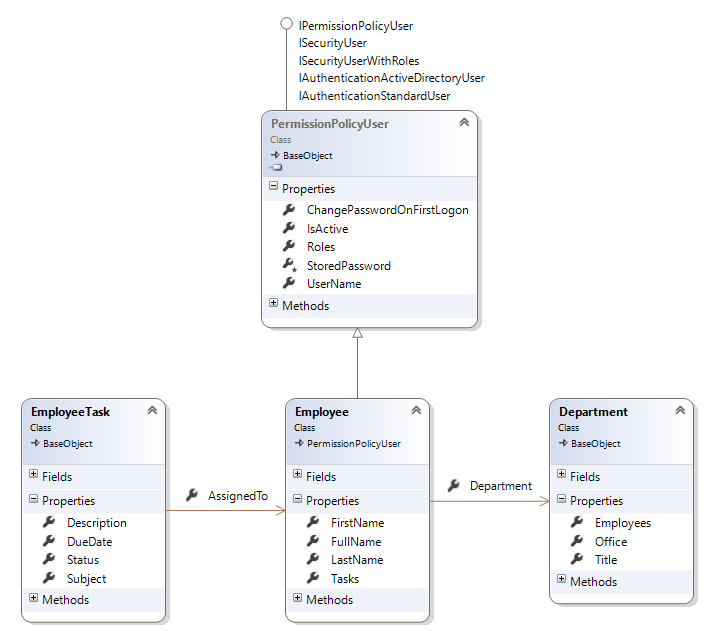 IPermissionPolicyUser
ISecurityUser
ISecurityUserWithRoles
IAuthenticationActiveDirectoryUser
IAuthenticationStandardUser
PermissionPolicyUser
Class
BaseObject
Properties
ChangePasswordOnFirstLogon
IsActive
Roles
StoredPassword
UserName
Methods
EmployeeTask
Class
BaseObject
Fields
Properties
Description
DueDate
Status
Subject
Methods
AssignedTo
Employee
Class
PermissionPolicyUser
Fields
Properties
FirstName
FullName
LastName
Tasks
Methods
Department
Department
Class
BaseObject
Fields
Properties
Employees
Office
Title
Methods